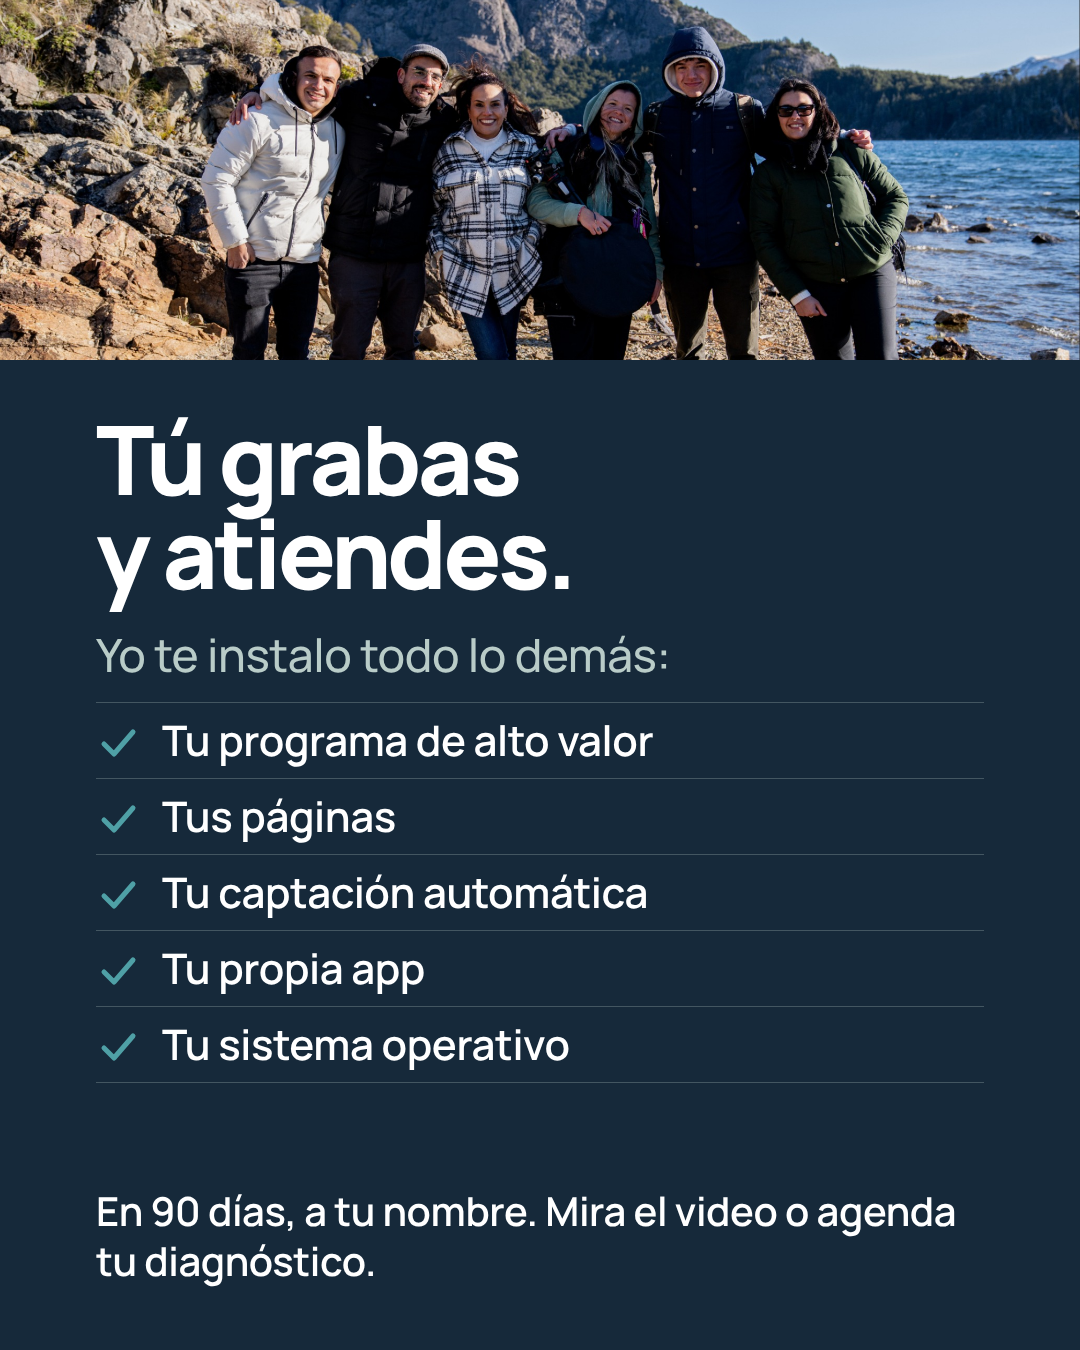 Tú grabas
y atiendes.
Yo te instalo todo lo demás:
Tu programa de alto valor
Tus páginas
Tu captación automática
Tu propia app
Tu sistema operativo
En 90 días, a tu nombre. Mira el video o agenda
tu diagnóstico.